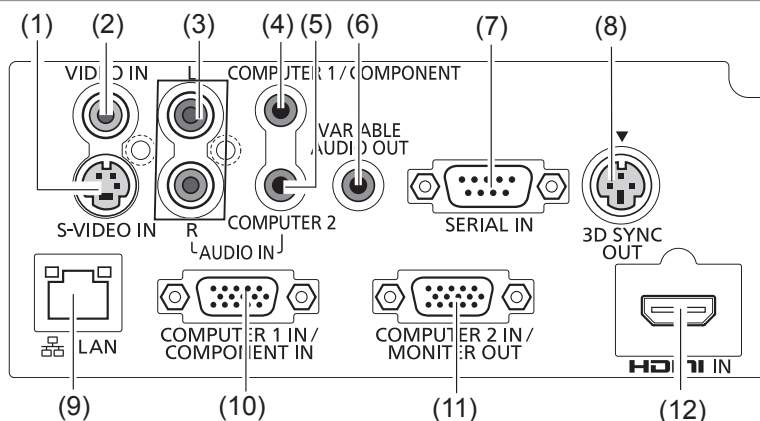 (1) (2) (3) (4) (5) (6) (7) (8)
VIDEO IN L COMPUTER 1 / COMPONENT
VARIABLE
AUDIO OUT
S-VIDEO IN R COMPUTER 2 SERIAL IN
3D SYNC
OUT
AUDIO IN
LAN
COMPUTER 1 IN /
COMPONENT IN
COMPUTER 2 IN /
MONITER OUT
HDMI IN
(9) (10) (11) (12)